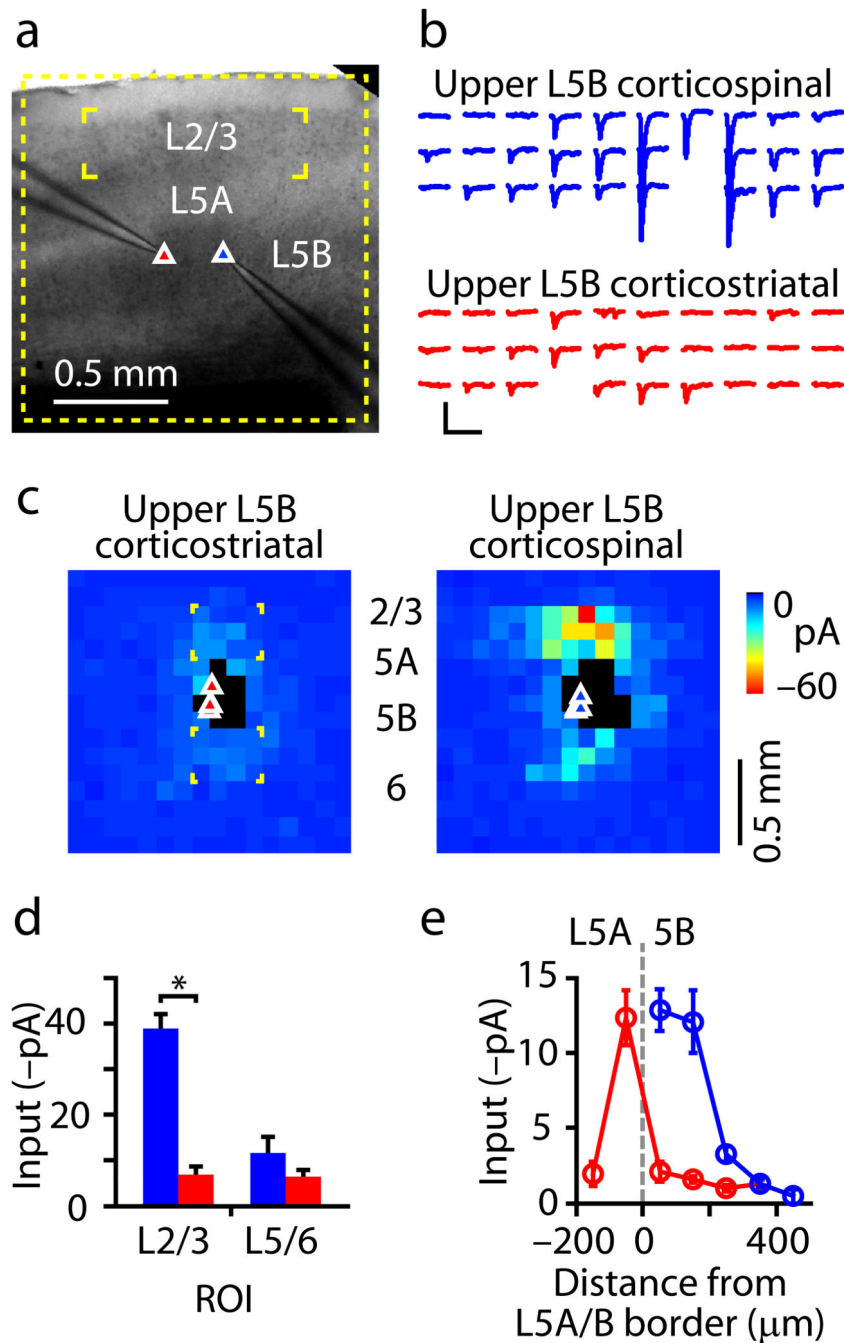 a
L2/3
L5A
L5B
0.5 mm
b
Upper L5B corticospinal
Upper L5B corticostriatal
c
Upper L5B
corticostriatal
Upper L5B
corticospinal
2/3
5A
5B
6
0
pA
−60
0.5 mm
d
*
40
20
0
Input (−pA)
L2/3
L5/6
ROI
e
L5A
5B
15
10
5
0
Input (−pA)
−200
0
400
Distance from
L5A/B border (μm)